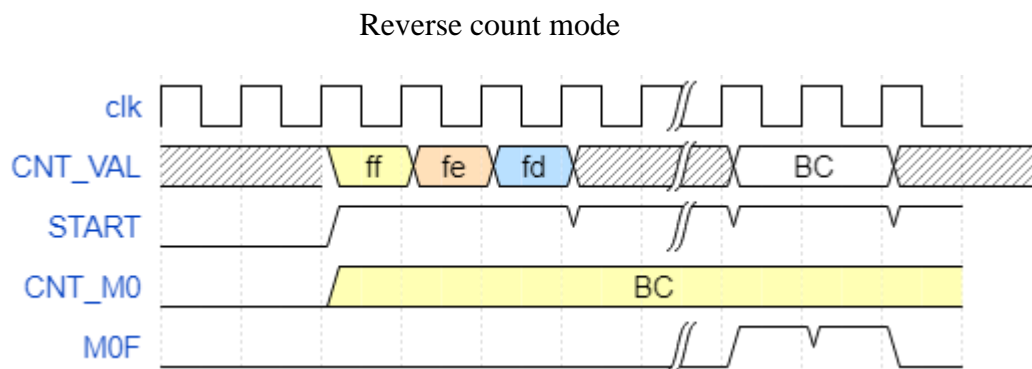 Reverse count mode
clk
CNT_VAL ff fe fd BC
START
CNT_M0 BC
M0F